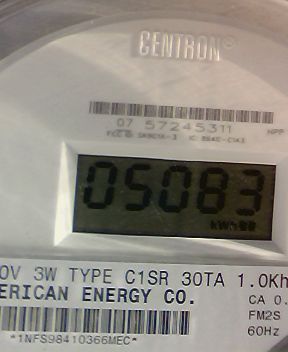 CENTRON®
07 57245311
HPP
05083
kWh
0V 3W TYPE C1SR 30TA 1.0Kh
ERICAN ENERGY CO.
CA 0.
FM2S
60Hz
*1NFS98410366MEC*